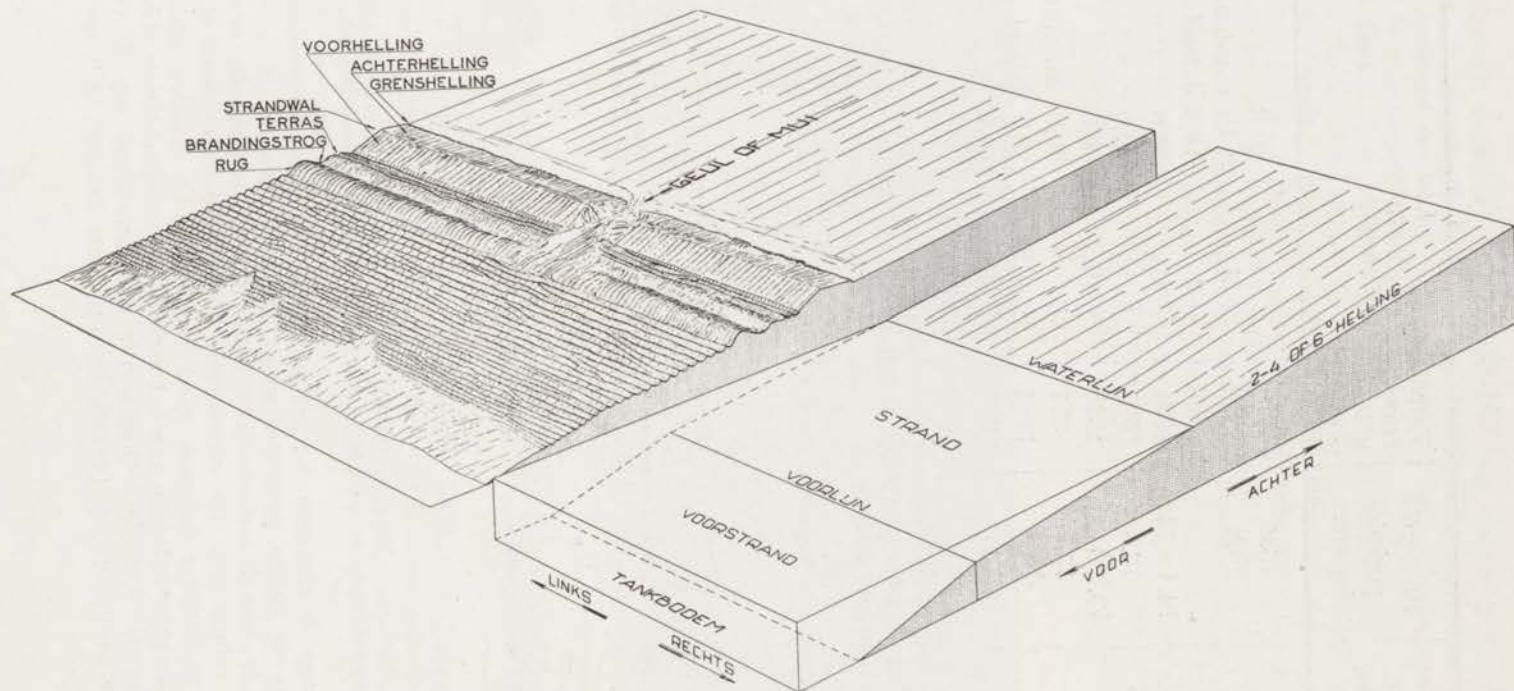 VOORHELLING
ACHTERHELLING
GRENSHELLING
STRANDWAL
TERRAS
BRANDINGSTROG
RUG
GEUL OF MUI
WATERLIJN
2-4 OF 6° HELLING
STRAND
ACHTER
VOORLIJN
VOORSTRAND
VOOR
LINKS
TANKBODEM
RECHTS